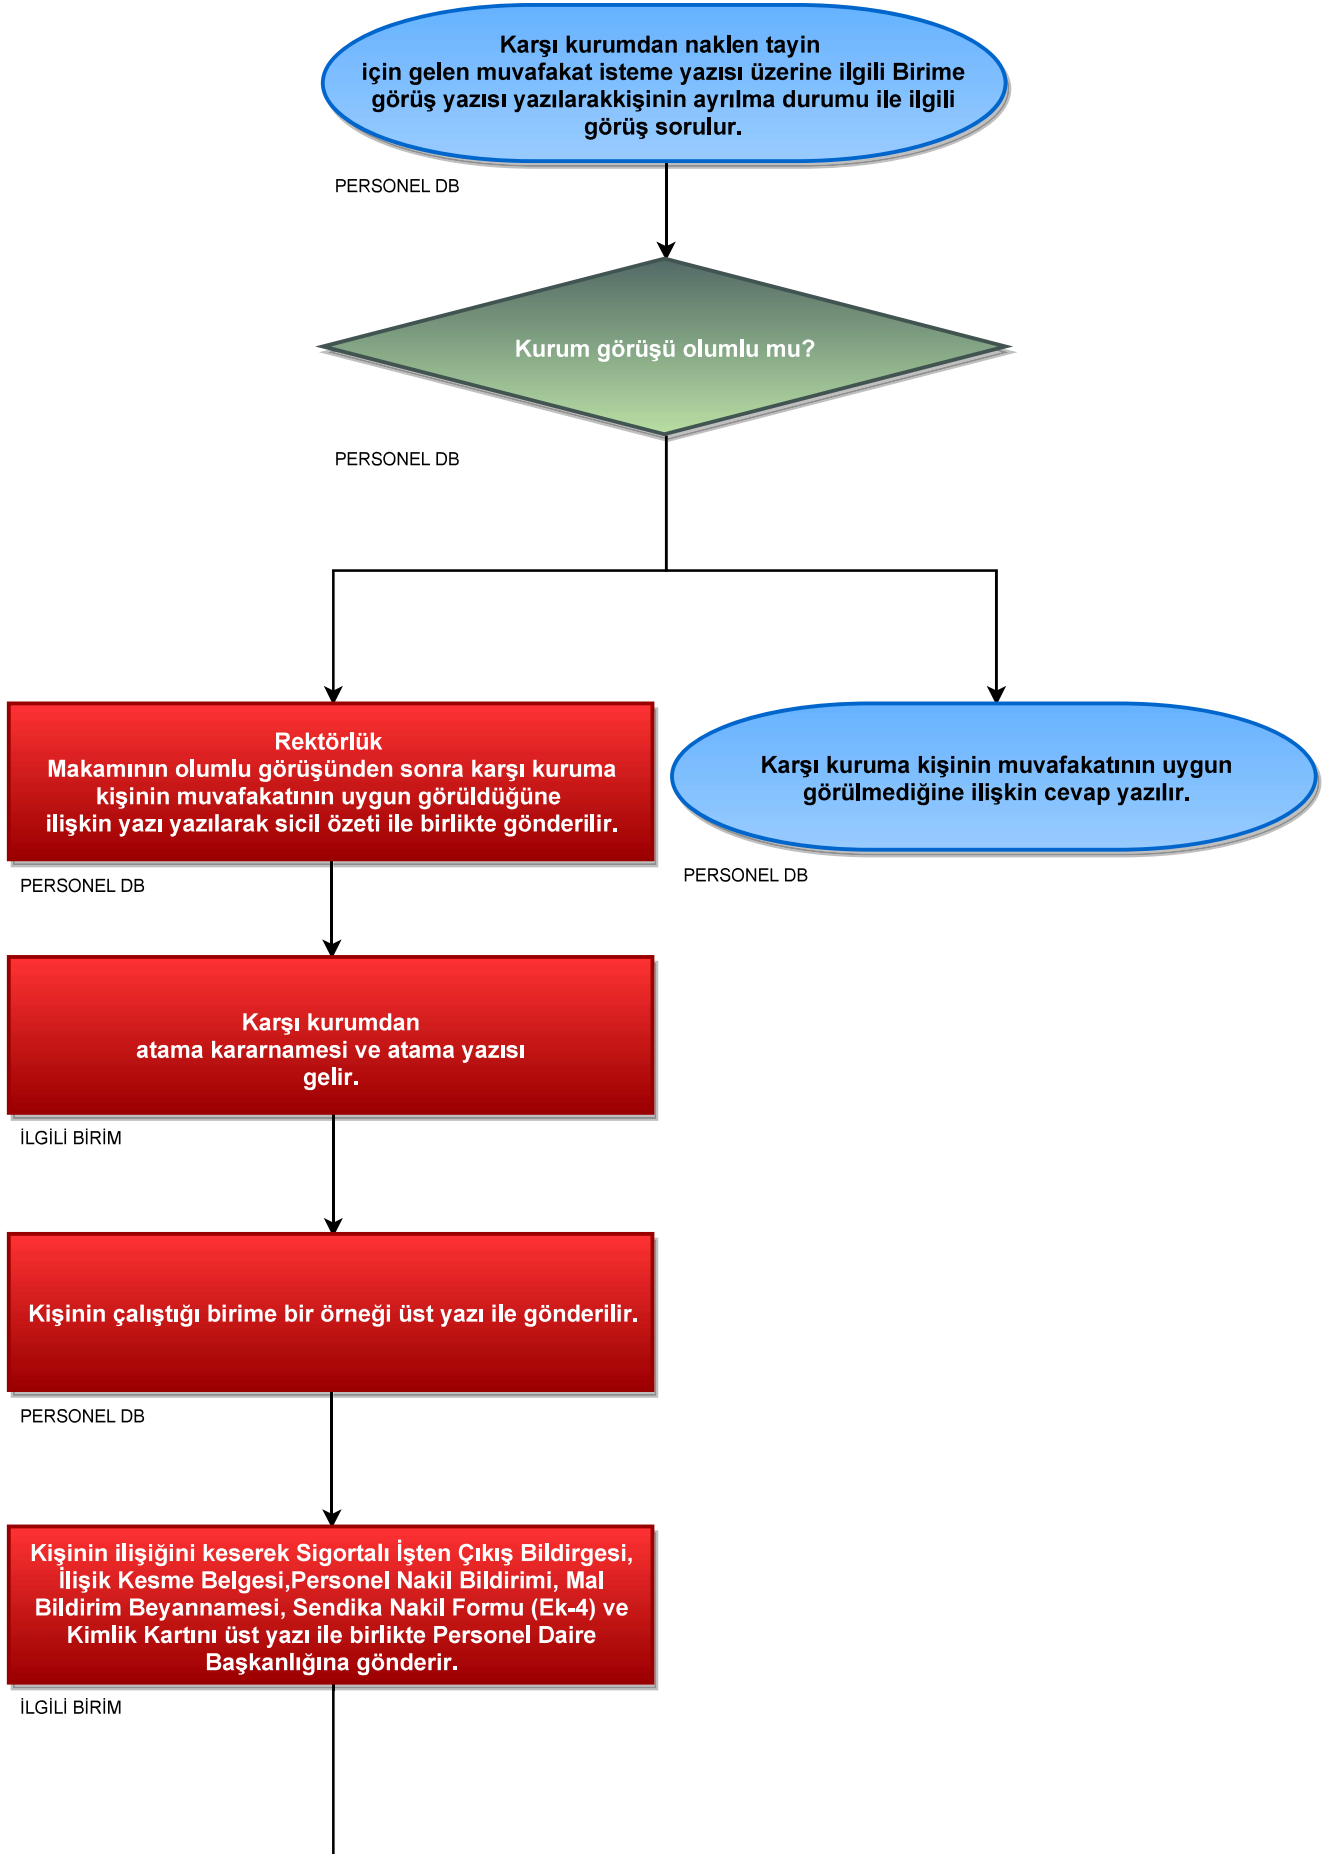 Karşı kurumdan naklen tayin
için gelen muvafakat isteme yazısı üzerine ilgili Birime
görüş yazısı yazılarakkişinin ayrılma durumu ile ilgili
görüş sorulur.
PERSONEL DB
Kurum görüşü olumlu mu?
PERSONEL DB
Rektörlük
Makamının olumlu görüşünden sonra karşı kuruma
kişinin muvafakatının uygun görüldüğüne
ilişkin yazı yazılarak sicil özeti ile birlikte gönderilir.
PERSONEL DB
Karşı kuruma kişinin muvafakatının uygun
görülmediğine ilişkin cevap yazılır.
PERSONEL DB
Karşı kurumdan
atama kararnamesi ve atama yazısı
gelir.
İLGİLİ BİRİM
Kişinin çalıştığı birime bir örneği üst yazı ile gönderilir.
PERSONEL DB
Kişinin ilişiğini keserek Sigortalı İşten Çıkış Bildirgesi,
İlişik Kesme Belgesi,Personel Nakil Bildirimi, Mal
Bildirim Beyannamesi, Sendika Nakil Formu (Ek-4) ve
Kimlik Kartını üst yazı ile birlikte Personel Daire
Başkanlığına gönderir.
İLGİLİ BİRİM